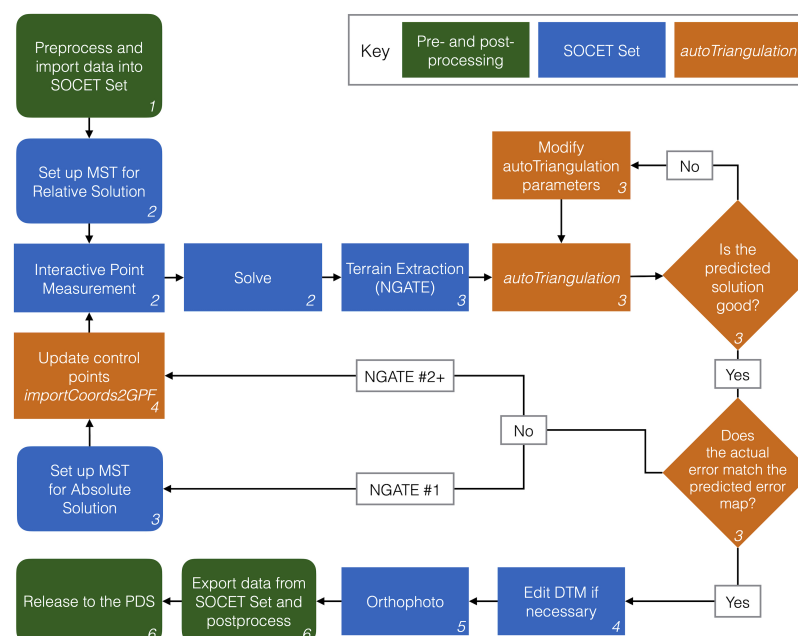 Key
Pre- and post-
processing
SOCET Set
autoTriangulation
Preprocess and
import data into
SOCET Set
1
Set up MST for
Relative Solution
2
Interactive Point
Measurement
2
Solve
2
Terrain Extraction
(NGATE)
3
autoTriangulation
3
Modify
autoTriangulation
parameters
3
No
Is the
predicted
solution
good?
3
Yes
Update control
points
importCoords2GPF
4
NGATE #2+
No
Does
the actual
error match the
predicted error
map?
3
Set up MST
for Absolute
Solution
3
NGATE #1
Yes
Release to the PDS
6
Export data from
SOCET Set and
postprocess
6
Orthophoto
5
Edit DTM if
necessary
4